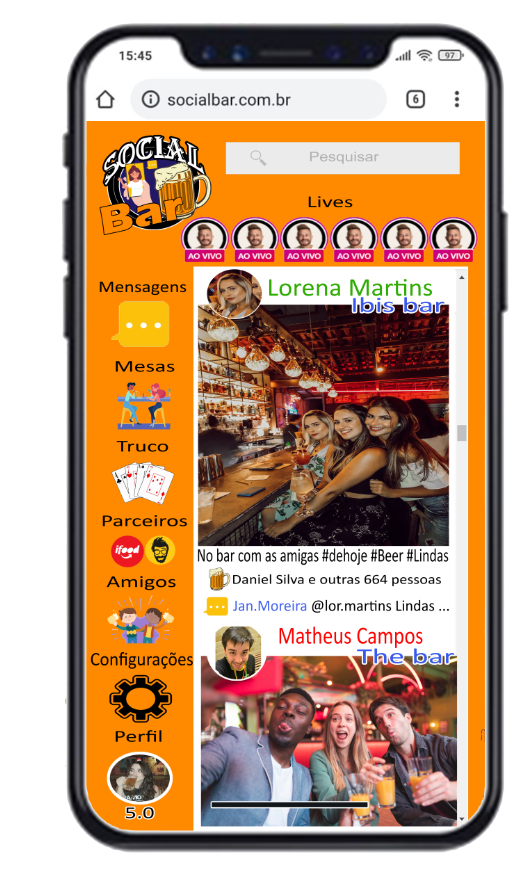 15:45
97
socialbar.com.br
6
SOCIAL
Bar
Pesquisar
Lives
AO VIVO AO VIVO AO VIVO AO VIVO AO VIVO AO VIVO
Mensagens
Mesas
Truco
Parceiros
ifood
Amigos
Configurações
Perfil
5.0
Lorena Martins
Ibis bar
No bar com as amigas #dehoje #Beer #Lindas
Daniel Silva e outras 664 pessoas
Jan.Moreira @lor.martins Lindas ...
Matheus Campos
The bar